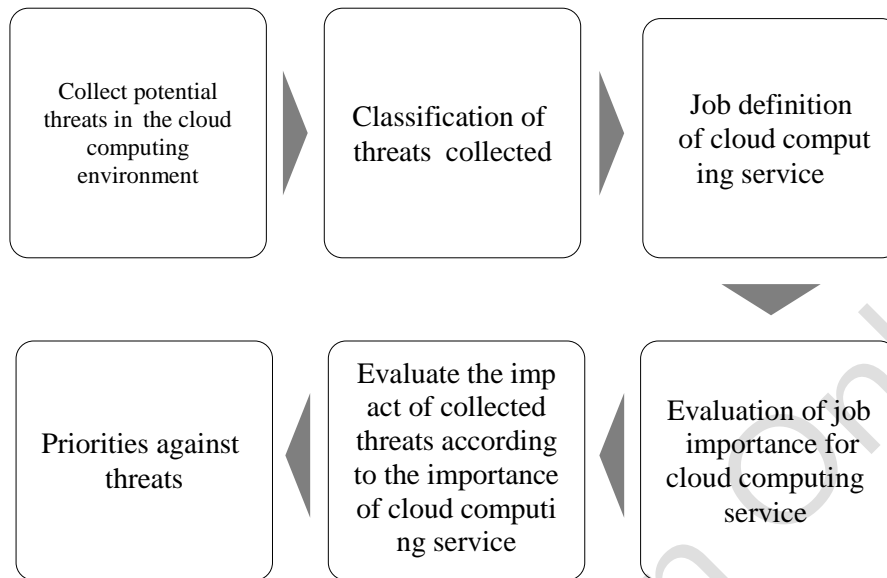 Collect potential
threats in the cloud
computing
environment
Classification of
threats collected
Job definition
of cloud comput
ing service
Evaluation of job
importance for
cloud computing
service
Evaluate the imp
act of collected
threats according
to the importance
of cloud computi
ng service
Priorities against
threats